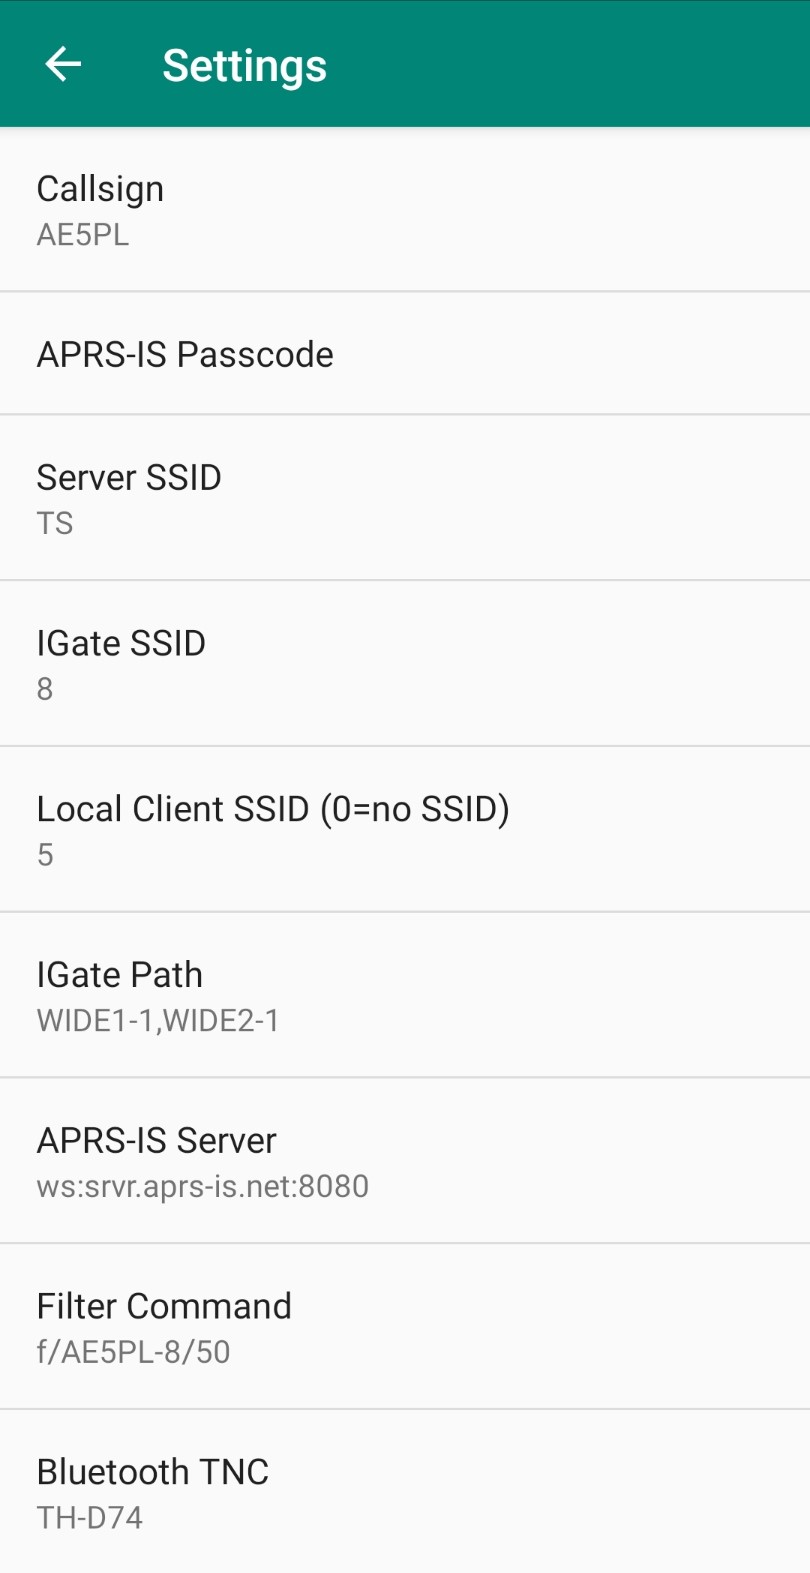 Settings
Callsign
AE5PL
APRS-IS Passcode
Server SSID
TS
IGate SSID
8
Local Client SSID (0=no SSID)
5
IGate Path
WIDE1-1,WIDE2-1
APRS-IS Server
ws:srvr.aprs-is.net:8080
Filter Command
f/AE5PL-8/50
Bluetooth TNC
TH-D74